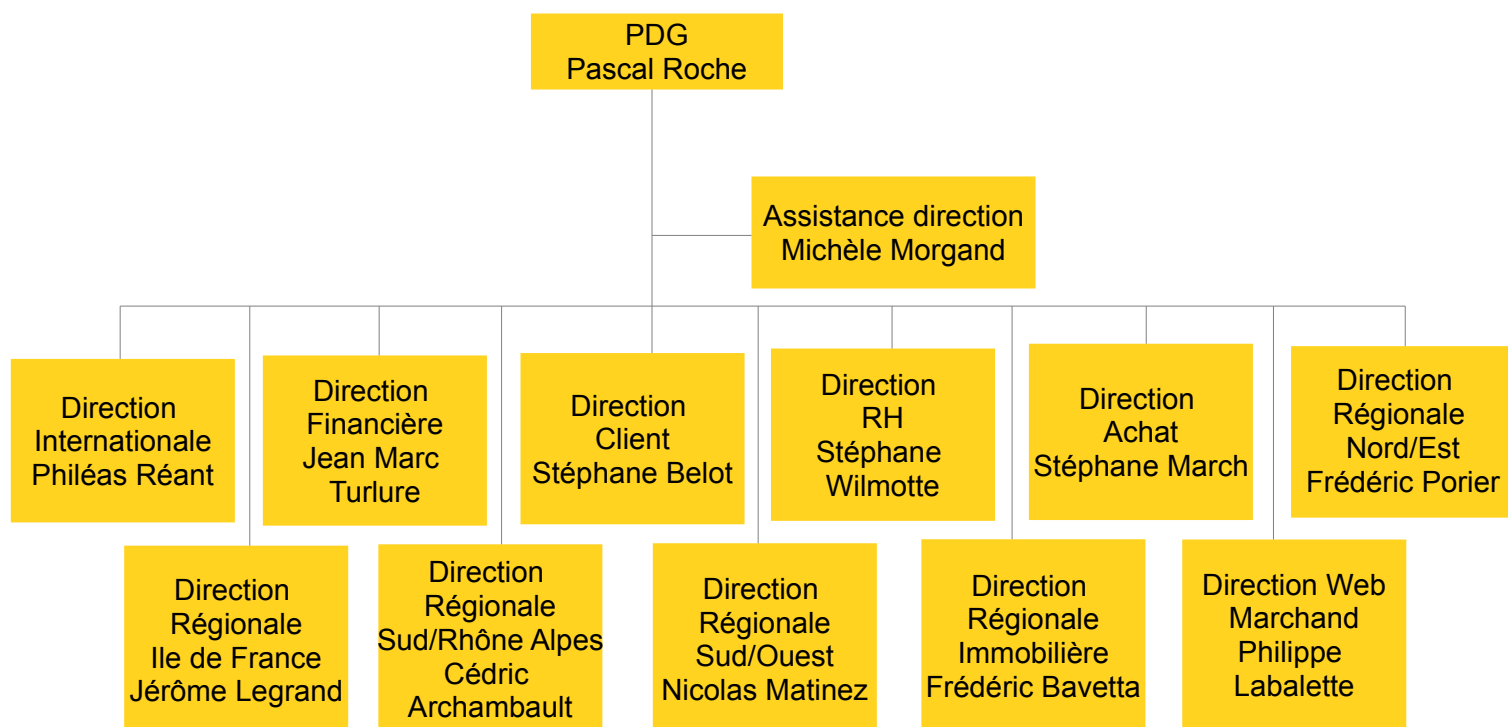 PDG
Pascal Roche
Assistance direction
Michèle Morgand
Direction
Internationale
Philéas Réant
Direction
Financière
Jean Marc
Turlure
Direction
Client
Stéphane Belot
Direction
RH
Stéphane
Wilmotte
Direction
Achat
Stéphane March
Direction
Régionale
Nord/Est
Frédéric Porier
Direction
Régionale
Ile de France
Jérôme Legrand
Direction
Régionale
Sud/Rhône Alpes
Cédric
Archambault
Direction
Régionale
Sud/Ouest
Nicolas Matinez
Direction
Régionale
Immobilière
Frédéric Bavetta
Direction Web
Marchand
Philippe
Labalette